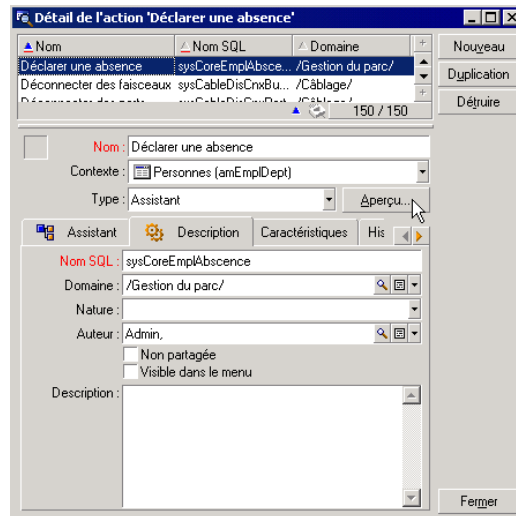 Détail de l'action 'Déclarer une absence'
Nom Nom SQL Domaine
Déclarer une absence sysCoreEmplAbsce... /Gestion du parc/
Déconnecter des faisceaux sysCableDisCnxBu... /Câblage/
150 / 150
Nouveau
Duplication
Détruire
Nom : Déclarer une absence
Contexte : Personnes (amEmplDept)
Type : Assistant Aperçu...
Assistant Description Caractéristiques His
Nom SQL : sysCoreEmplAbscence
Domaine : /Gestion du parc/
Nature :
Auteur : Admin,
Non partagée
Visible dans le menu
Description :
Fermer